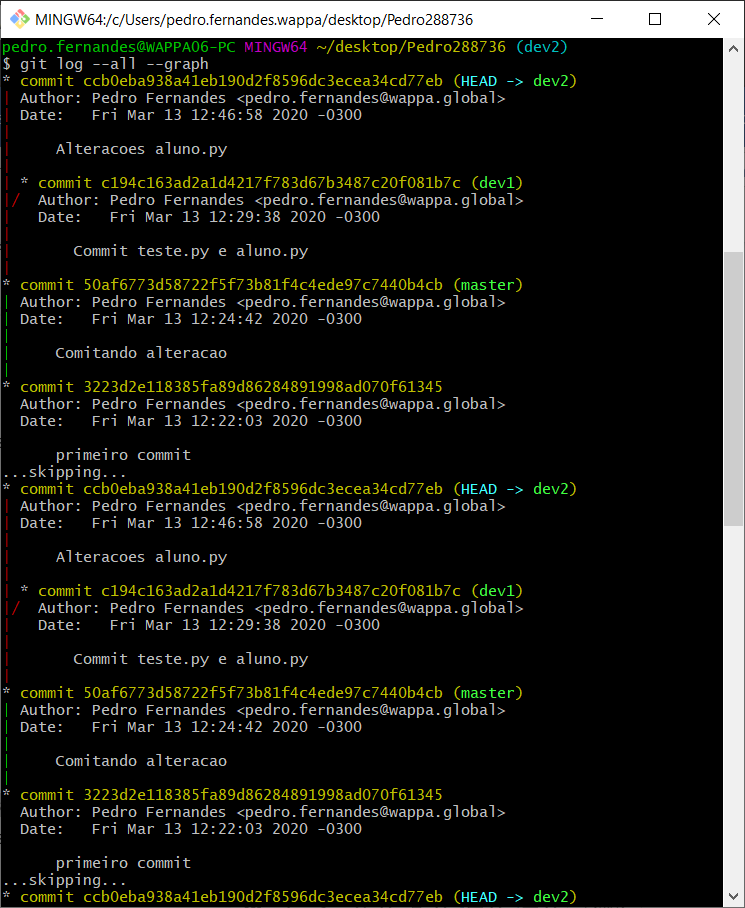 MINGW64:/c/Users/pedro.fernandes.wappa/desktop/Pedro288736
pedro.fernandes@WAPPA06-PC MINGW64 ~/desktop/Pedro288736 (dev2)
$ git log --all --graph
* commit ccb0eba938a41eb190d2f8596dc3ecea34cd77eb (HEAD -> dev2)
| Author: Pedro Fernandes <pedro.fernandes@wappa.global>
| Date:   Fri Mar 13 12:46:58 2020 -0300
|
|     Alteracoes aluno.py
|
| * commit c194c163ad2a1d4217f783d67b3487c20f081b7c (dev1)
|/  Author: Pedro Fernandes <pedro.fernandes@wappa.global>
|   Date:   Fri Mar 13 12:29:38 2020 -0300
|
|       Commit teste.py e aluno.py
|
* commit 50af6773d58722f5f73b81f4c4ede97c7440b4cb (master)
| Author: Pedro Fernandes <pedro.fernandes@wappa.global>
| Date:   Fri Mar 13 12:24:42 2020 -0300
|
|     Comitando alteracao
|
* commit 3223d2e118385fa89d86284891998ad070f61345
  Author: Pedro Fernandes <pedro.fernandes@wappa.global>
  Date:   Fri Mar 13 12:22:03 2020 -0300

      primeiro commit
...skipping...
* commit ccb0eba938a41eb190d2f8596dc3ecea34cd77eb (HEAD -> dev2)
| Author: Pedro Fernandes <pedro.fernandes@wappa.global>
| Date:   Fri Mar 13 12:46:58 2020 -0300
|
|     Alteracoes aluno.py
|
| * commit c194c163ad2a1d4217f783d67b3487c20f081b7c (dev1)
|/  Author: Pedro Fernandes <pedro.fernandes@wappa.global>
|   Date:   Fri Mar 13 12:29:38 2020 -0300
|
|       Commit teste.py e aluno.py
|
* commit 50af6773d58722f5f73b81f4c4ede97c7440b4cb (master)
| Author: Pedro Fernandes <pedro.fernandes@wappa.global>
| Date:   Fri Mar 13 12:24:42 2020 -0300
|
|     Comitando alteracao
|
* commit 3223d2e118385fa89d86284891998ad070f61345
  Author: Pedro Fernandes <pedro.fernandes@wappa.global>
  Date:   Fri Mar 13 12:22:03 2020 -0300

      primeiro commit
...skipping...
* commit ccb0eba938a41eb190d2f8596dc3ecea34cd77eb (HEAD -> dev2)